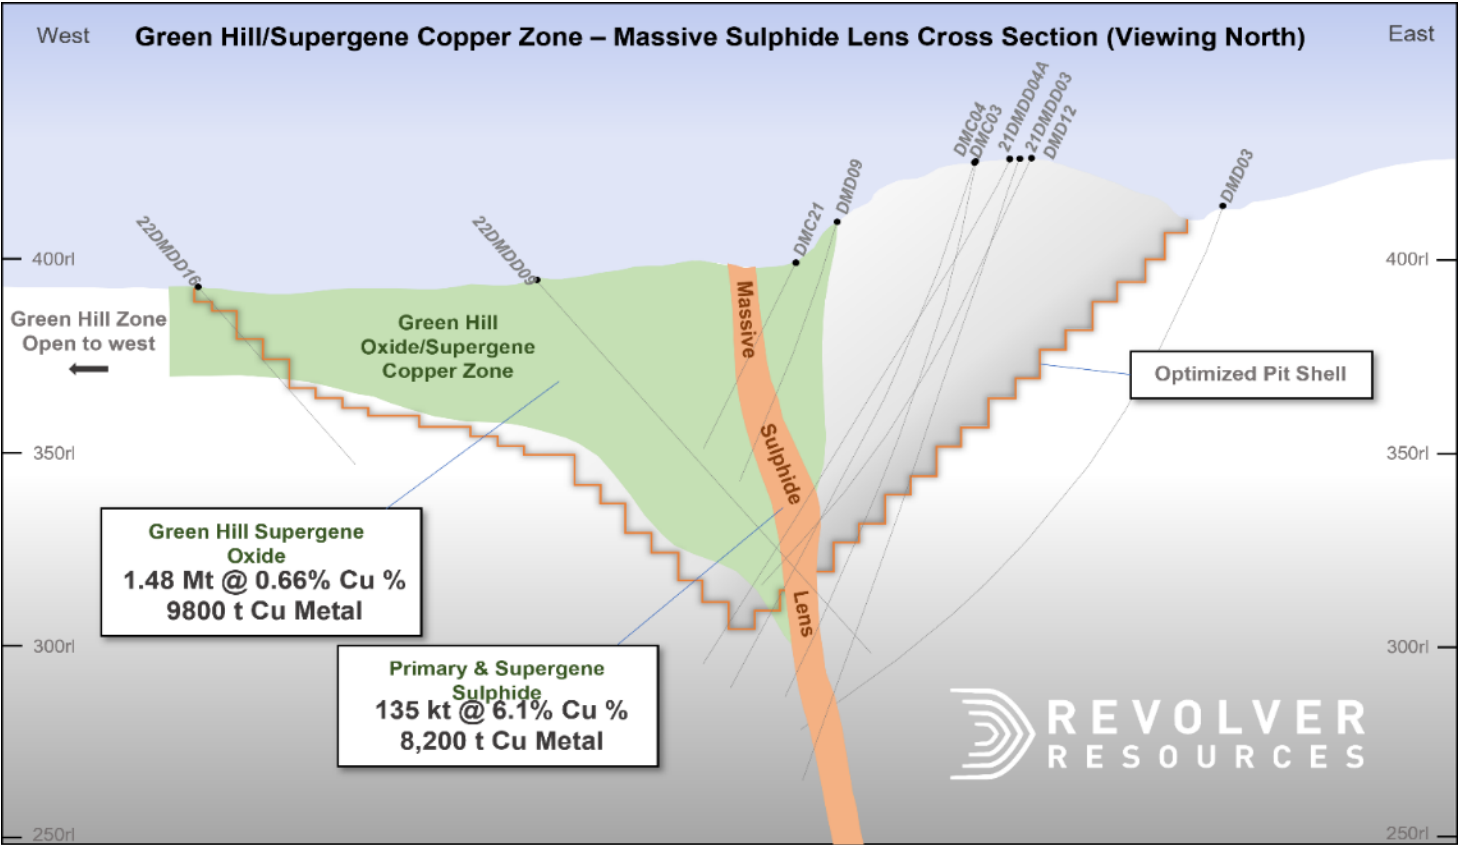 West
Green Hill/Supergene Copper Zone – Massive Sulphide Lens Cross Section (Viewing North)
East
DMC04
DMC03
21DMDD04A
21DMDD03
DMD12
DMD03
DMD09
DMC21
22DMDD16
22DMDD09
400rl
400rl
Green Hill Zone
Open to west
Green Hill
Oxide/Supergene
Copper Zone
Massive
Sulphide
Lens
Optimized Pit Shell
350rl
350rl
Green Hill Supergene
Oxide
1.48 Mt @ 0.66% Cu %
9800 t Cu Metal
300rl
300rl
Primary & Supergene
Sulphide
135 kt @ 6.1% Cu %
8,200 t Cu Metal
REVOLVER
RESOURCES
250rl
250rl